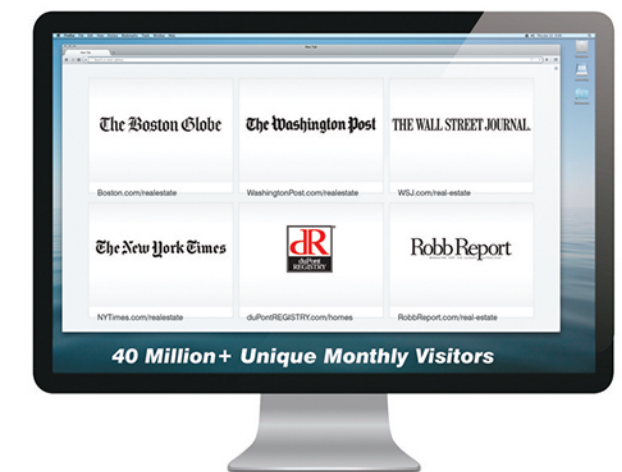 New Tab
The Boston Globe
The Washington Post
THE WALL STREET JOURNAL.
Boston.com/realestate
WashingtonPost.com/realestate
WSJ.com/real-estate
The New York Times
dR
duPont
REGISTRY
Robb Report
NYTimes.com/realestate
duPontREGISTRY.com/homes
RobbReport.com/real-estate
40 Million+ Unique Monthly Visitors